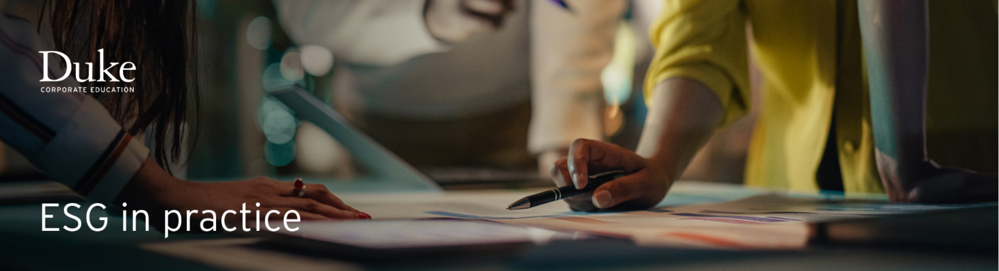 Duke
CORPORATE EDUCATION
ESG in practice